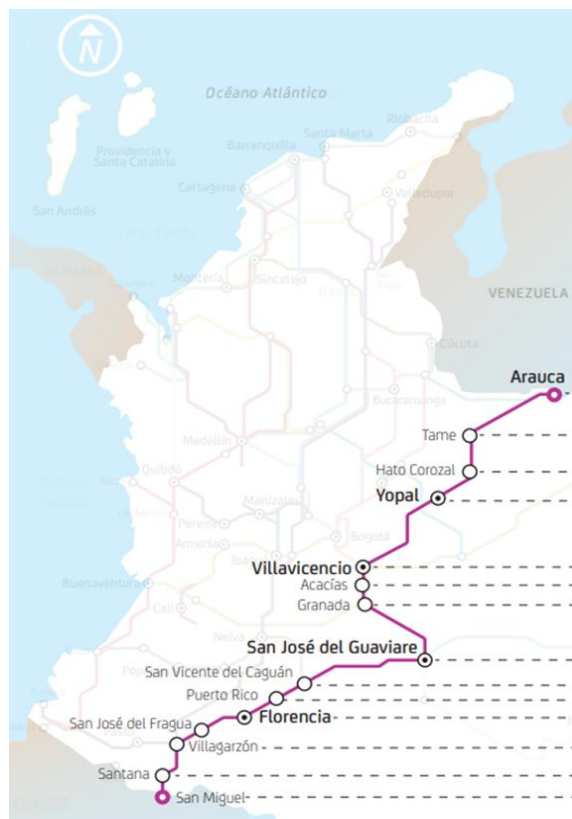 N
Océano Atlántico
Riohacha
Santa Marta
Barranquilla
Providencia y
Santa Catalina
Cartagena
Valledupar
San Andrés
PANAMÁ
Montería
Sincelejo
VENEZUELA
Cúcuta
Arauca
Bucaramanga
Tame
Medellín
Hato Corozal
Quibdó
Yopal
Manizales
Pereira
Bogotá
Armenia
Villavicencio
Buenaventura
Acacías
Granada
Cali
Neiva
San José del Guaviare
San Vicente del Caguán
Puerto Rico
Florencia
San José del Fragua
Pasto
Villagarzón
Santana
San Miguel